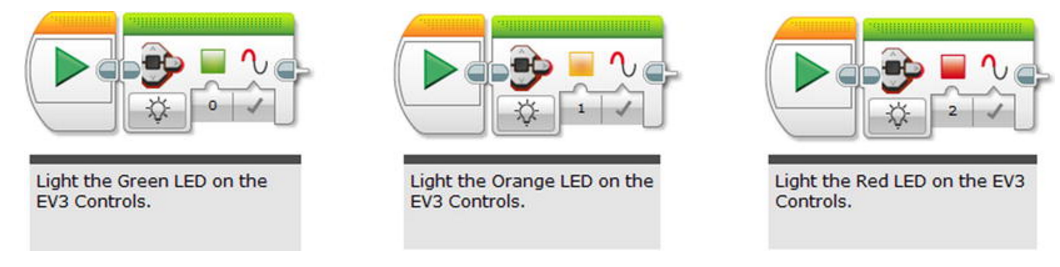 0
1
2
Light the Green LED on the
EV3 Controls.
Light the Orange LED on the
EV3 Controls.
Light the Red LED on the EV3
Controls.